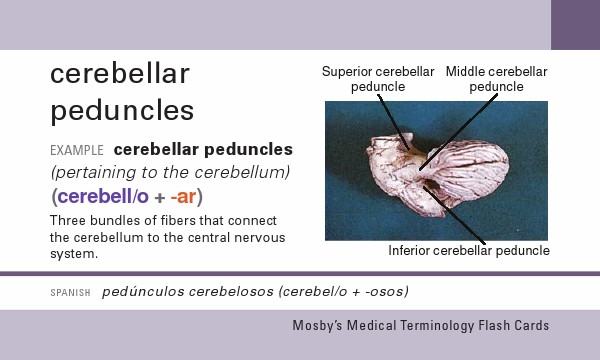 cerebellar
peduncles
EXAMPLE cerebellar peduncles
(pertaining to the cerebellum)
(cerebell/o + -ar)
Three bundles of fibers that connect
the cerebellum to the central nervous
system.
Superior cerebellar
peduncle
Middle cerebellar
peduncle
Inferior cerebellar peduncle
SPANISH pedúnculos cerebelosos (cerebel/o + -osos)
Mosby's Medical Terminology Flash Cards